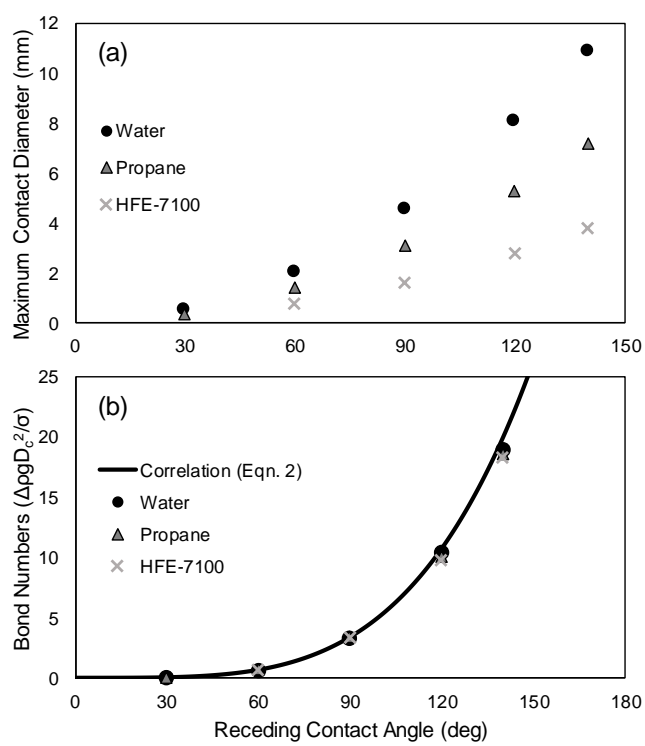 (a)
Maximum Contact Diameter (mm)
12
10
8
6
4
2
0
Water
Propane
HFE-7100
0 30 60 90 120 150
(b)
Bond Numbers (ΔρgD_c²/σ)
25
20
15
10
5
0
Correlation (Eqn. 2)
Water
Propane
HFE-7100
0 30 60 90 120 150 180
Receding Contact Angle (deg)